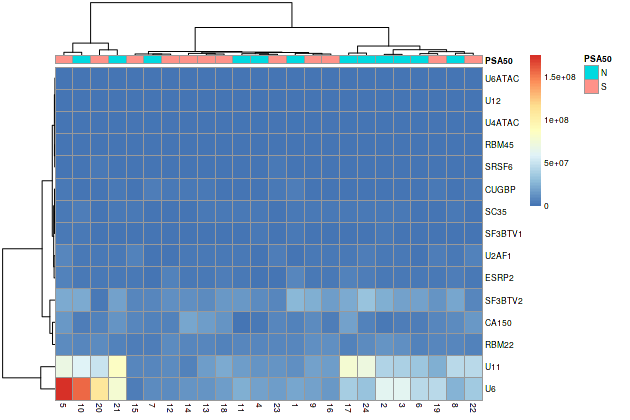 PSA50
U6ATAC
U12
U4ATAC
RBM45
SRSF6
CUGBP
SC35
SF3BTV1
U2AF1
ESRP2
SF3BTV2
CA150
RBM22
U11
U6
5 10 20 21 15 7 12 14 13 18 11 4 23 1 9 16 17 24 2 3 6 19 8 22
1.5e+08
1e+08
5e+07
0
PSA50
N
S